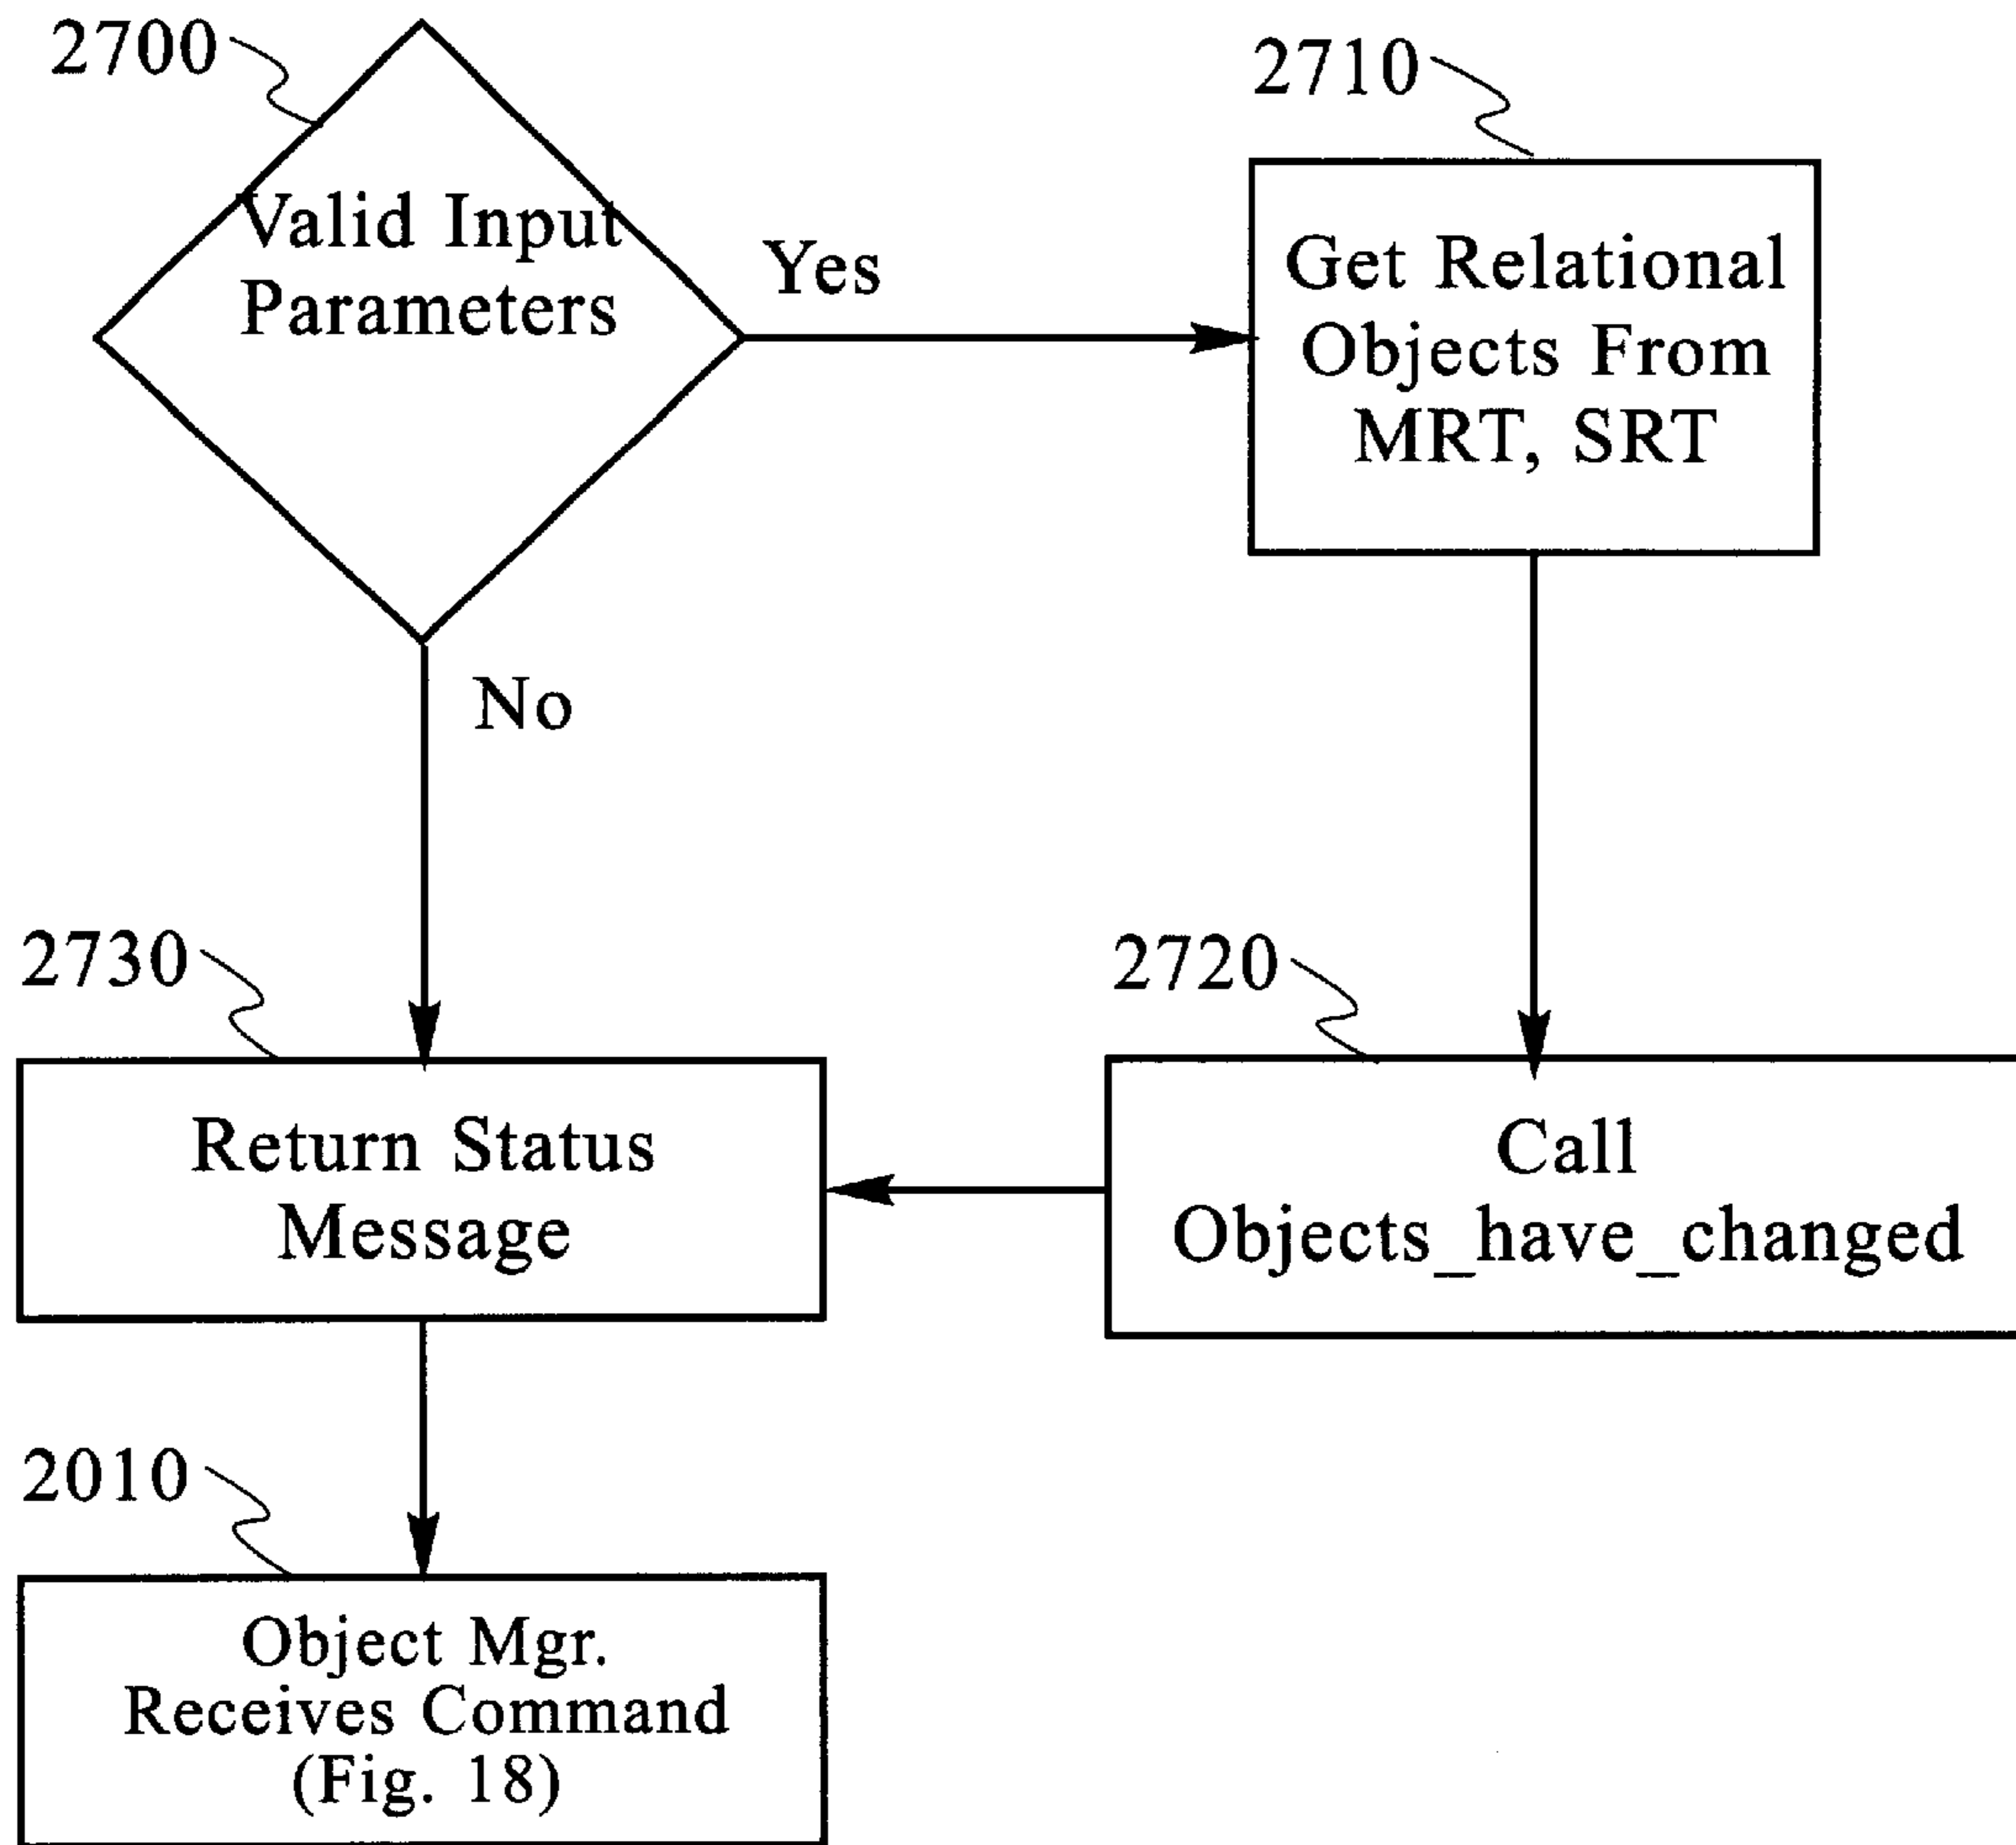 2700
Valid Input
Parameters
Yes
2710
Get Relational
Objects From
MRT, SRT
No
2730
Return Status
Message
2720
Call
Objects_have_changed
2010
Object Mgr.
Receives Command
(Fig. 18)